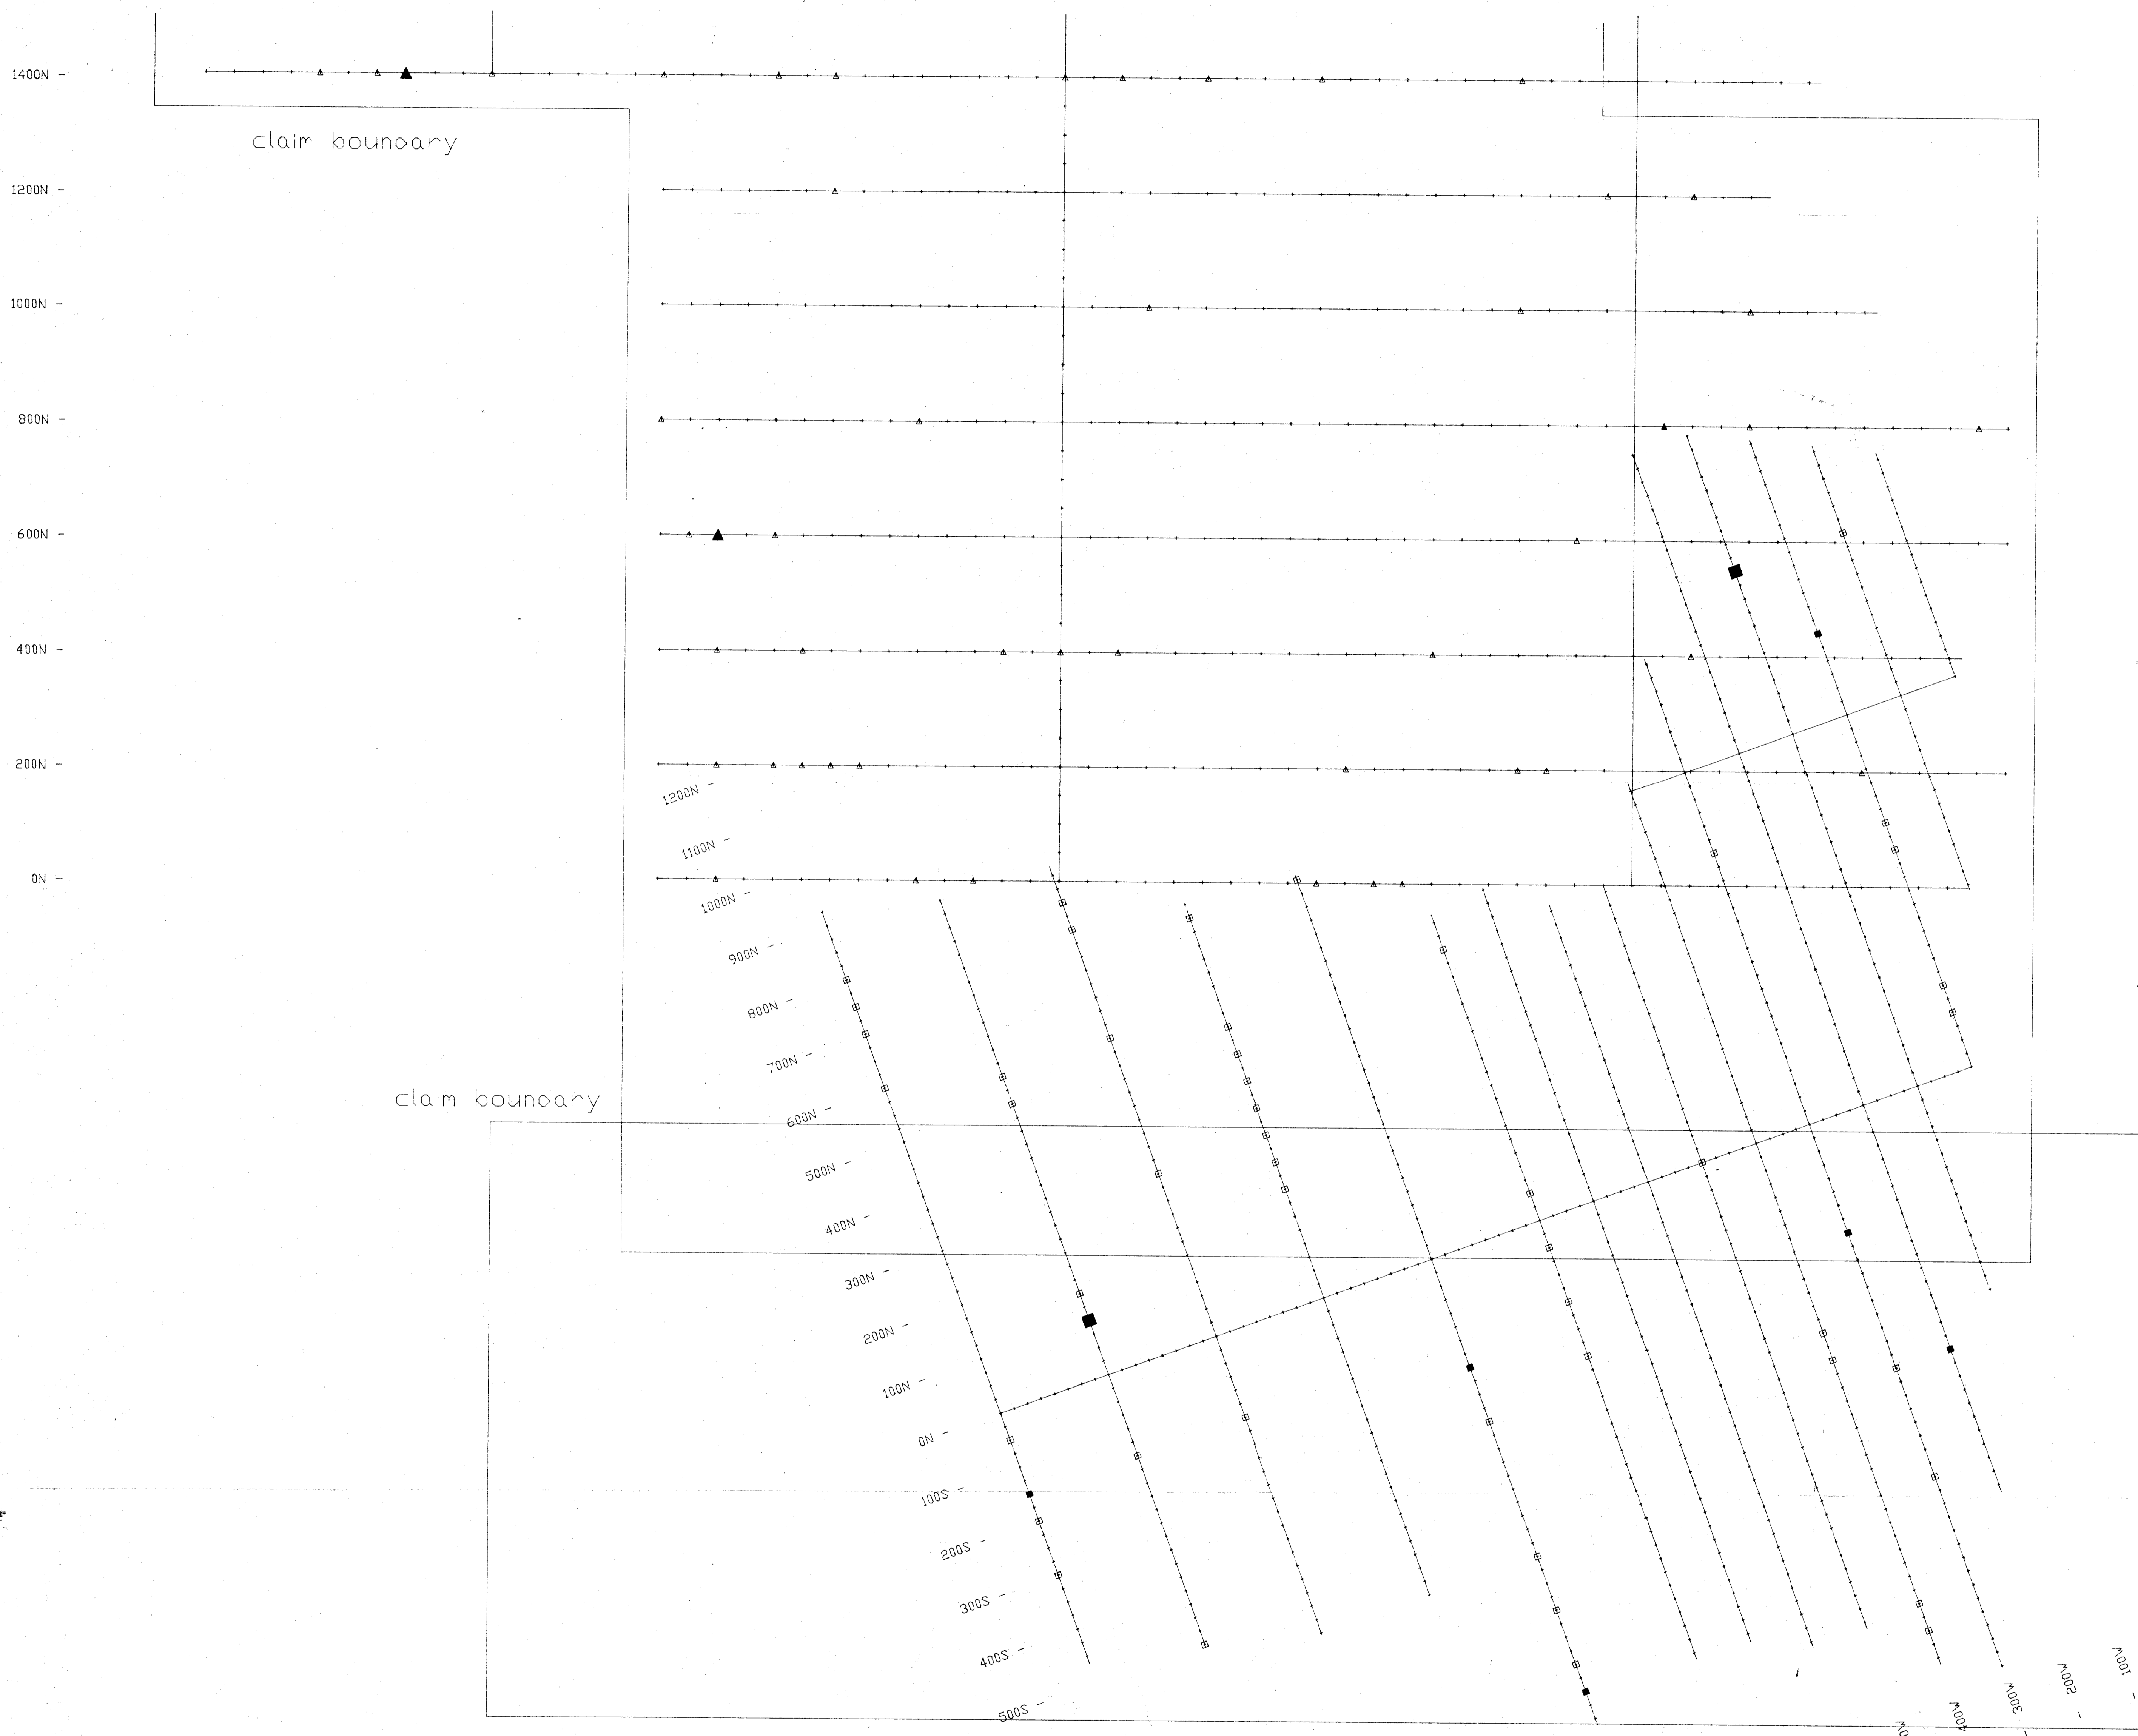 1400N –
claim boundary
1200N –
1000N –
800N –
600N –
400N –
200N –
1200N –
1100N –
0N –
1000N –
900N –
800N –
700N –
claim boundary
600N –
500N –
400N –
300N –
200N –
100N –
0N –
100S –
200S –
300S –
400S –
500S –
100W –
200W –
300W –
400W